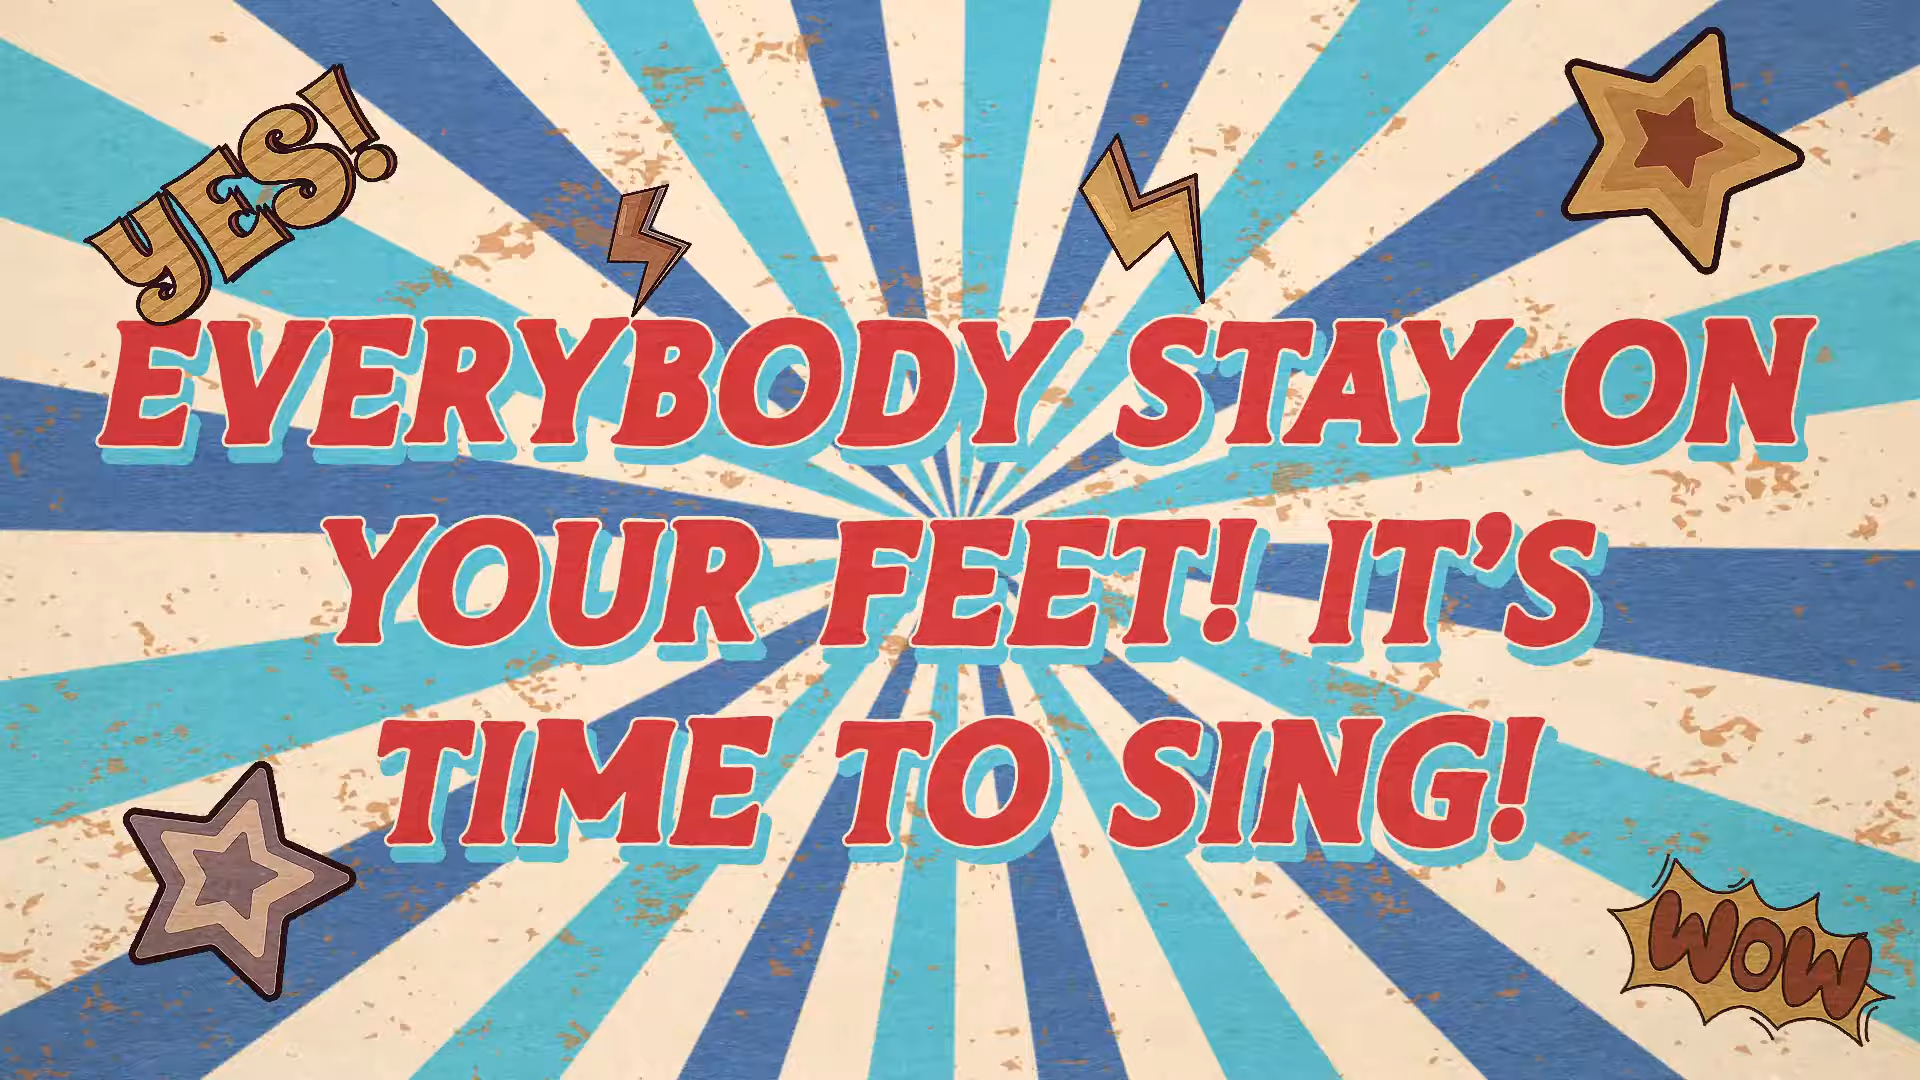 YES!
EVERYBODY STAY ON
YOUR FEET! IT’S
TIME TO SING!
WOW